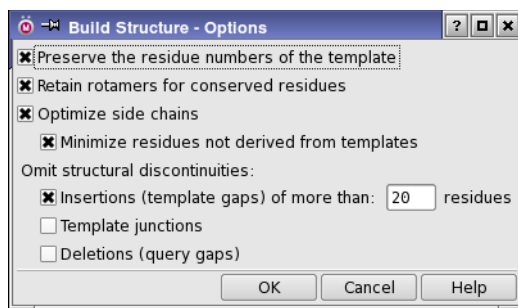 Build Structure - Options
Preserve the residue numbers of the template
Retain rotamers for conserved residues
Optimize side chains
Minimize residues not derived from templates
Omit structural discontinuities:
Insertions (template gaps) of more than: 20 residues
Template junctions
Deletions (query gaps)
OK Cancel Help